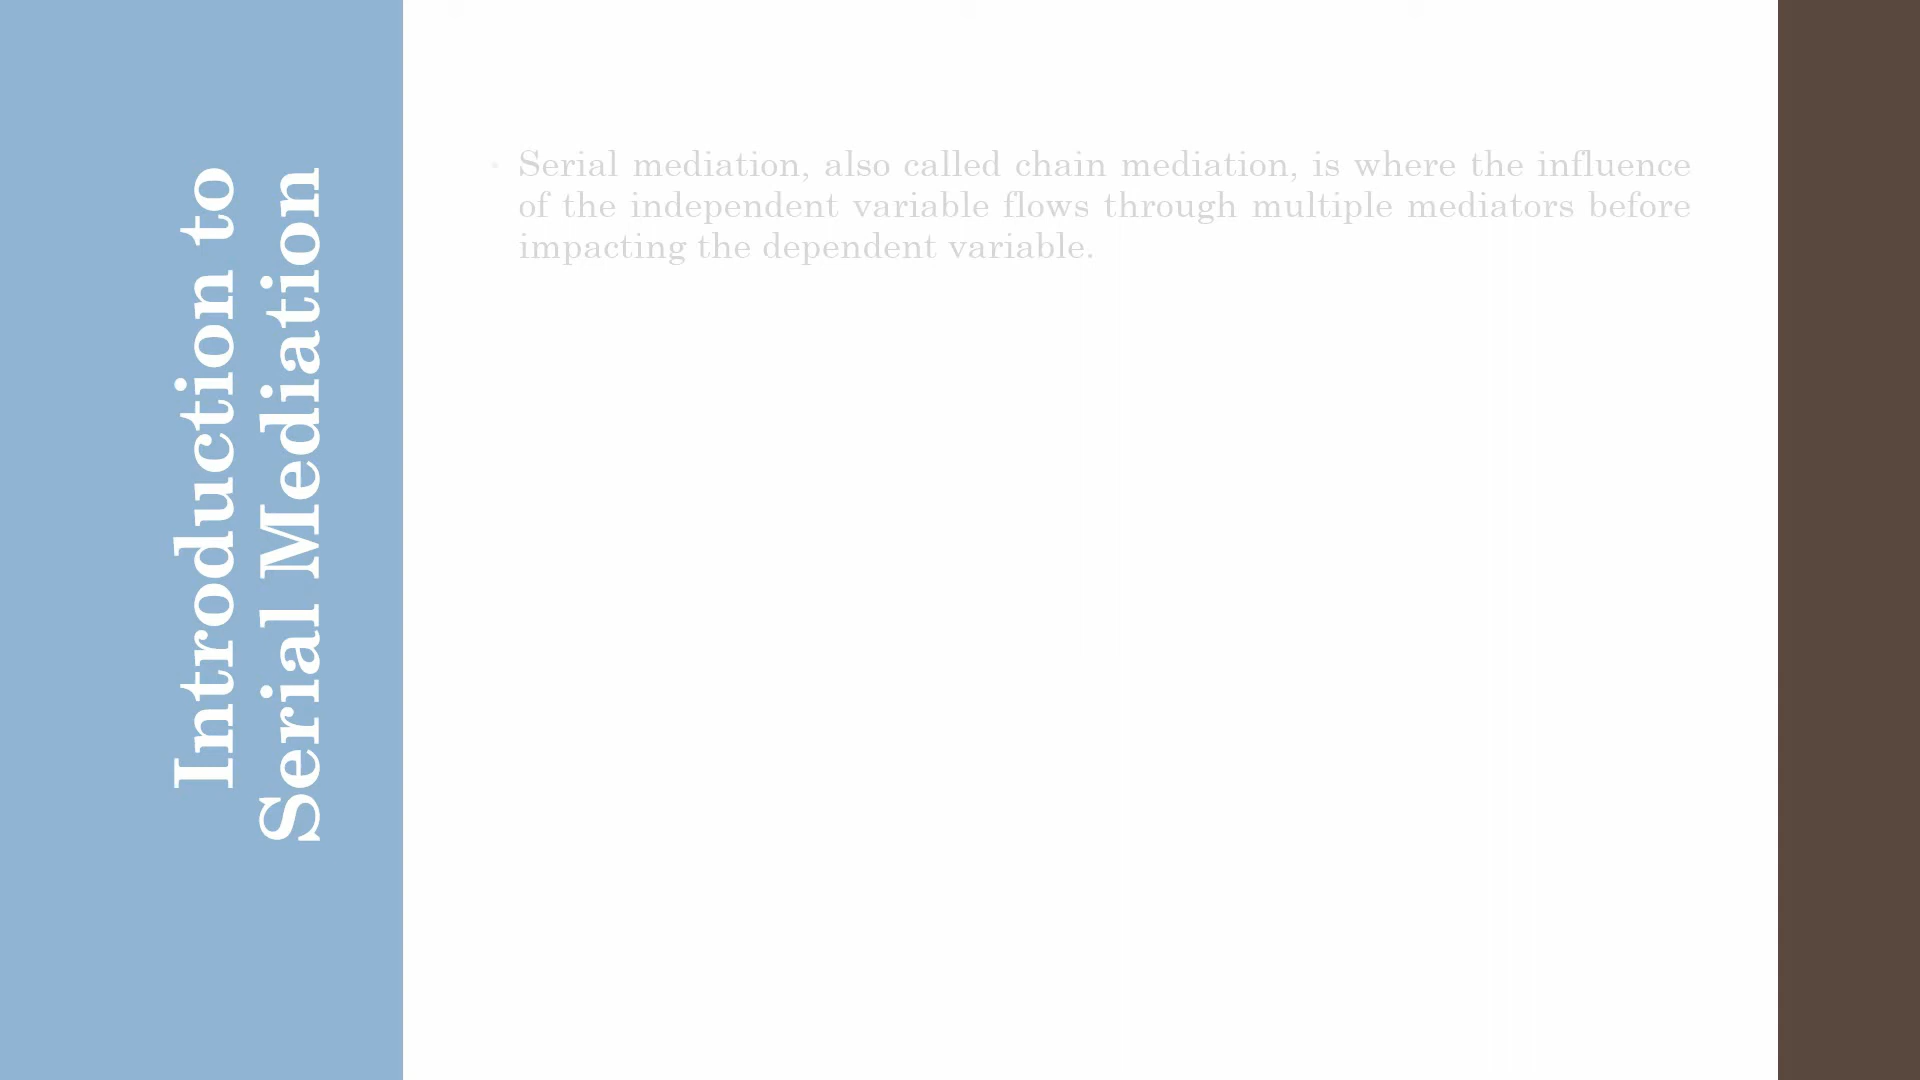 Introduction to
Serial Mediation
• Serial mediation, also called chain mediation, is where the influence
of the independent variable flows through multiple mediators before
impacting the dependent variable.